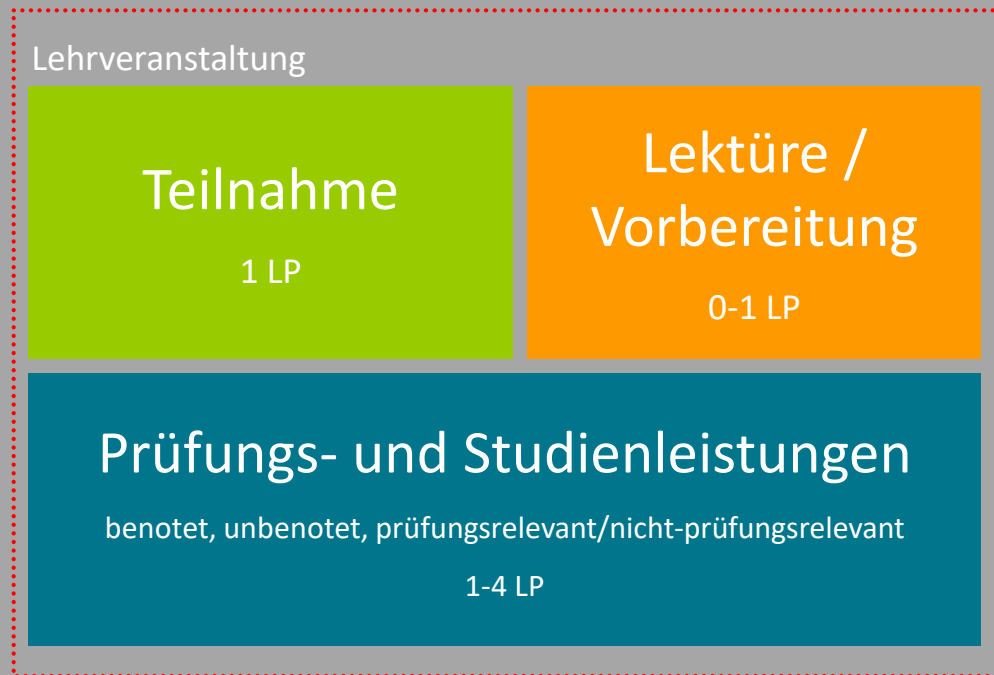 Lehrveranstaltung
Teilnahme
1 LP
Lektüre /
Vorbereitung
0-1 LP
Prüfungs- und Studienleistungen
benotet, unbenotet, prüfungsrelevant/nicht-prüfungsrelevant
1-4 LP